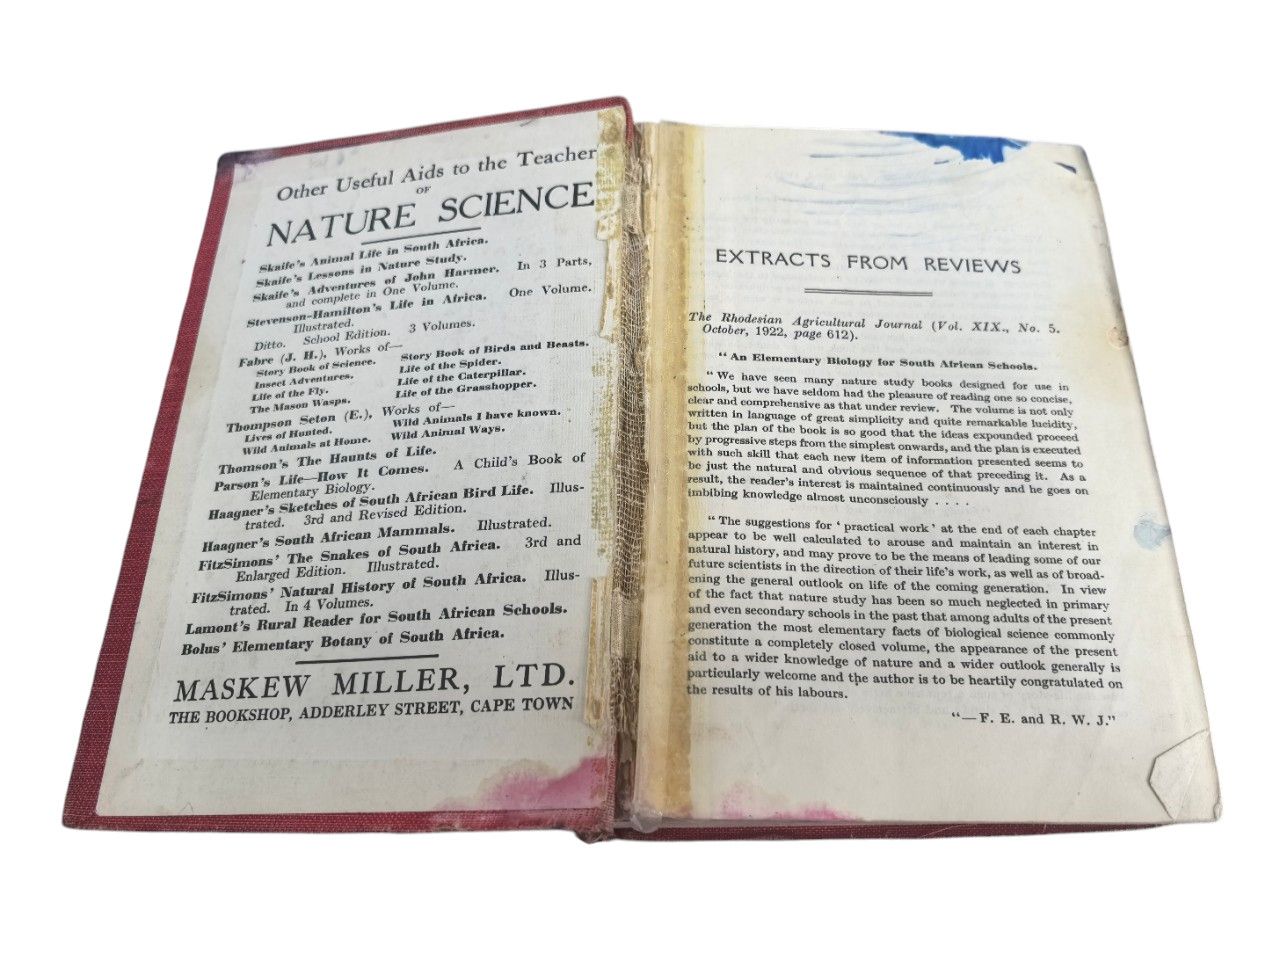 Other Useful Aids to the Teacher
OF
NATURE SCIENCE
Skaife's Animal Life in South Africa.
Skaife's Lessons in Nature Study.
Skaife's Adventures of John Harmer. In 3 Parts,
and complete in One Volume.
Stevenson-Hamilton's Life in Africa. One Volume.
Illustrated.
Ditto. School Edition. 3 Volumes.
Fabre (J. H.), Works of—
Story Book of Science. Story Book of Birds and Beasts.
Insect Adventures. Life of the Spider.
Life of the Fly. Life of the Caterpillar.
The Mason Wasps. Life of the Grasshopper.
Thompson Seton (E.), Works of—
Lives of Hunted. Wild Animals I have known.
Wild Animals at Home. Wild Animal Ways.
Thomson's The Haunts of Life.
Parson's Life—How It Comes. A Child's Book of
Elementary Biology.
Haagner's Sketches of South African Bird Life. Illus-
trated. 3rd and Revised Edition.
Haagner's South African Mammals. Illustrated.
FitzSimons' The Snakes of South Africa. 3rd and
Enlarged Edition. Illustrated.
FitzSimons' Natural History of South Africa. Illus-
trated. In 4 Volumes.
Lamont's Rural Reader for South African Schools.
Bolus' Elementary Botany of South Africa.
MASKEW MILLER, LTD.
THE BOOKSHOP, ADDERLEY STREET, CAPE TOWN
EXTRACTS FROM REVIEWS
The Rhodesian Agricultural Journal (Vol. XIX., No. 5.
October, 1922, page 612).
"An Elementary Biology for South African Schools.
"We have seen many nature study books designed for use in
schools, but we have seldom had the pleasure of reading one so concise,
clear and comprehensive as that under review. The volume is not only
written in language of great simplicity and quite remarkable lucidity,
but the plan of the book is so good that the ideas expounded proceed
by progressive steps from the simplest onwards, and the plan is executed
with such skill that each new item of information presented seems to
be just the natural and obvious sequence of that preceding it. As a
result, the reader's interest is maintained continuously and he goes on
imbibing knowledge almost unconsciously . . . .
"The suggestions for 'practical work' at the end of each chapter
appear to be well calculated to arouse and maintain an interest in
natural history, and may prove to be the means of leading some of our
future scientists in the direction of their life's work, as well as of broad-
ening the general outlook on life of the coming generation. In view
of the fact that nature study has been so much neglected in primary
and even secondary schools in the past that among adults of the present
generation the most elementary facts of biological science commonly
constitute a completely closed volume, the appearance of the present
aid to a wider knowledge of nature and a wider outlook generally is
particularly welcome and the author is to be heartily congratulated on
the results of his labours.
"—F. E. and R. W. J."